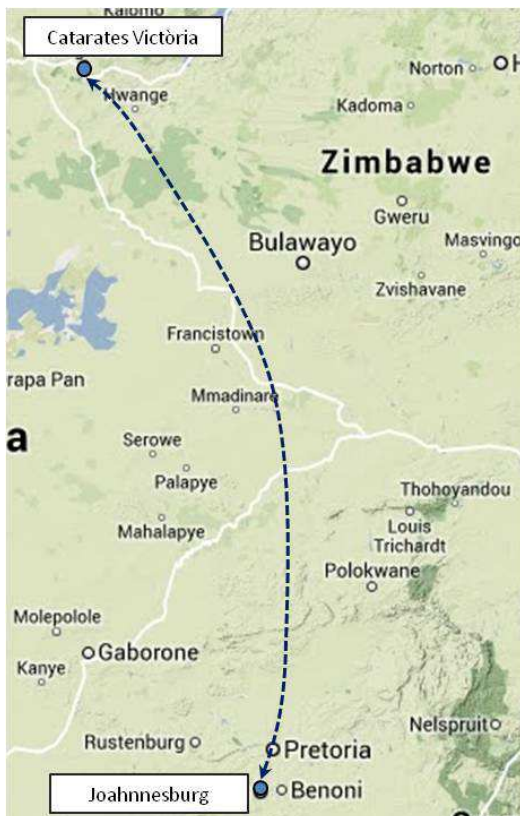 Kalomo
Catarates Victòria
Norton
H
Hwange
Kadoma
Zimbabwe
Gweru
Bulawayo
Masvingo
Zvishavane
Francistown
rapa Pan
Mmadinare
a
Serowe
Palapye
Thohoyandou
Mahalapye
Louis
Trichardt
Polokwane
Molepolole
Gaborone
Kanye
Nelspruit
Rustenburg
Pretoria
Joahnnesburg
Benoni